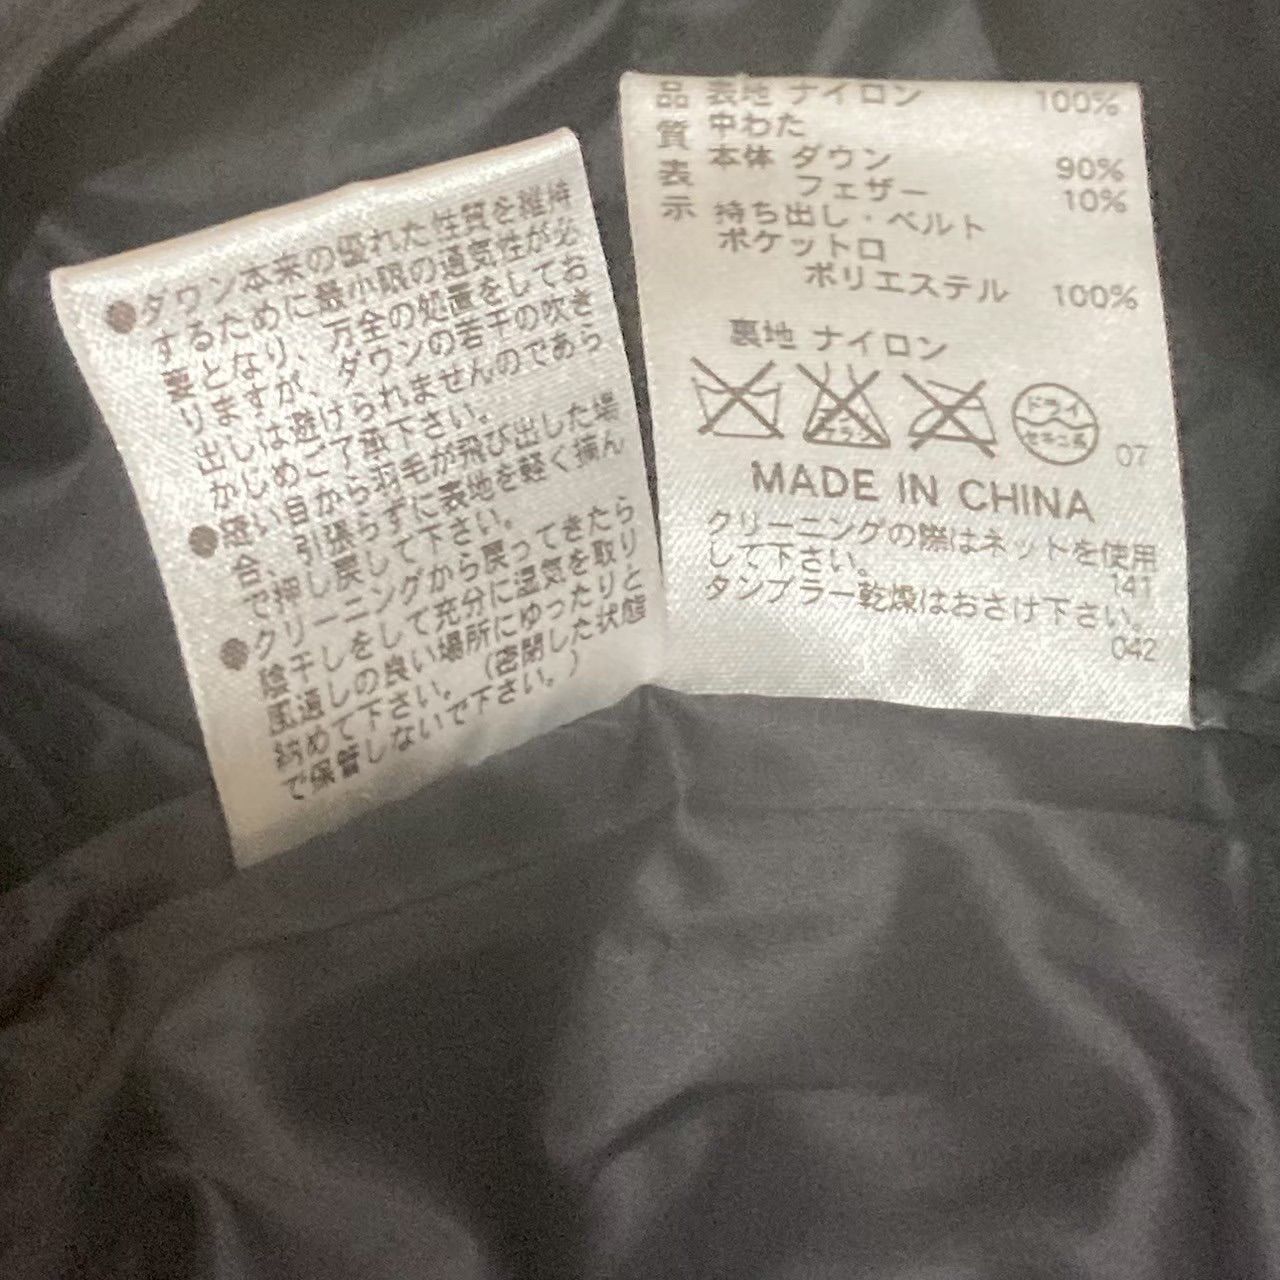 ●ダウン本来の優れた性質を維持
するために最小限の通気性が必
要となり、万全の処置をしてお
りますが、ダウンの若干の吹き
出しは避けられませんのであら
かじめご了承下さい。
●縫い目から羽毛が飛び出した場
合、引張らずに表地を軽く摘ん
で押し戻して下さい。
●クリーニングから戻ってきたら
陰干しをして充分に湿気を取り
風通しの良い場所にゆったりと
納めて下さい。(密閉した状態
で保管しないで下さい。)
品質表示
表地 ナイロン 100%
中わた
本体 ダウン 90%
フェザー 10%
持ち出し・ベルト
ポケット口
ポリエステル 100%
裏地 ナイロン
エンソ
サラシ
ドライ
セキユ系
07
MADE IN CHINA
クリーニングの際はネットを使用
して下さい。
141
タンブラー乾燥はおさけ下さい。
042